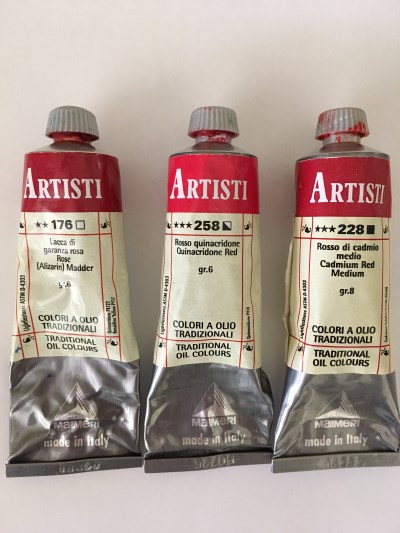 ARTISTI
★★ 176
Lacca di
garanza rosa
Rose
(Alizarin) Madder
gr.6
COLORI A OLIO
TRADIZIONALI
TRADITIONAL
OIL COLOURS
MAIMERI
made in Italy
ARTISTI
★★★ 258
Rosso quinacridone
Quinacridone Red
gr.6
COLORI A OLIO
TRADIZIONALI
TRADITIONAL
OIL COLOURS
MAIMERI
made in Italy
ARTISTI
★★★ 228
Rosso di cadmio
medio
Cadmium Red
Medium
gr.8
COLORI A OLIO
TRADIZIONALI
TRADITIONAL
OIL COLOURS
MAIMERI
made in Italy